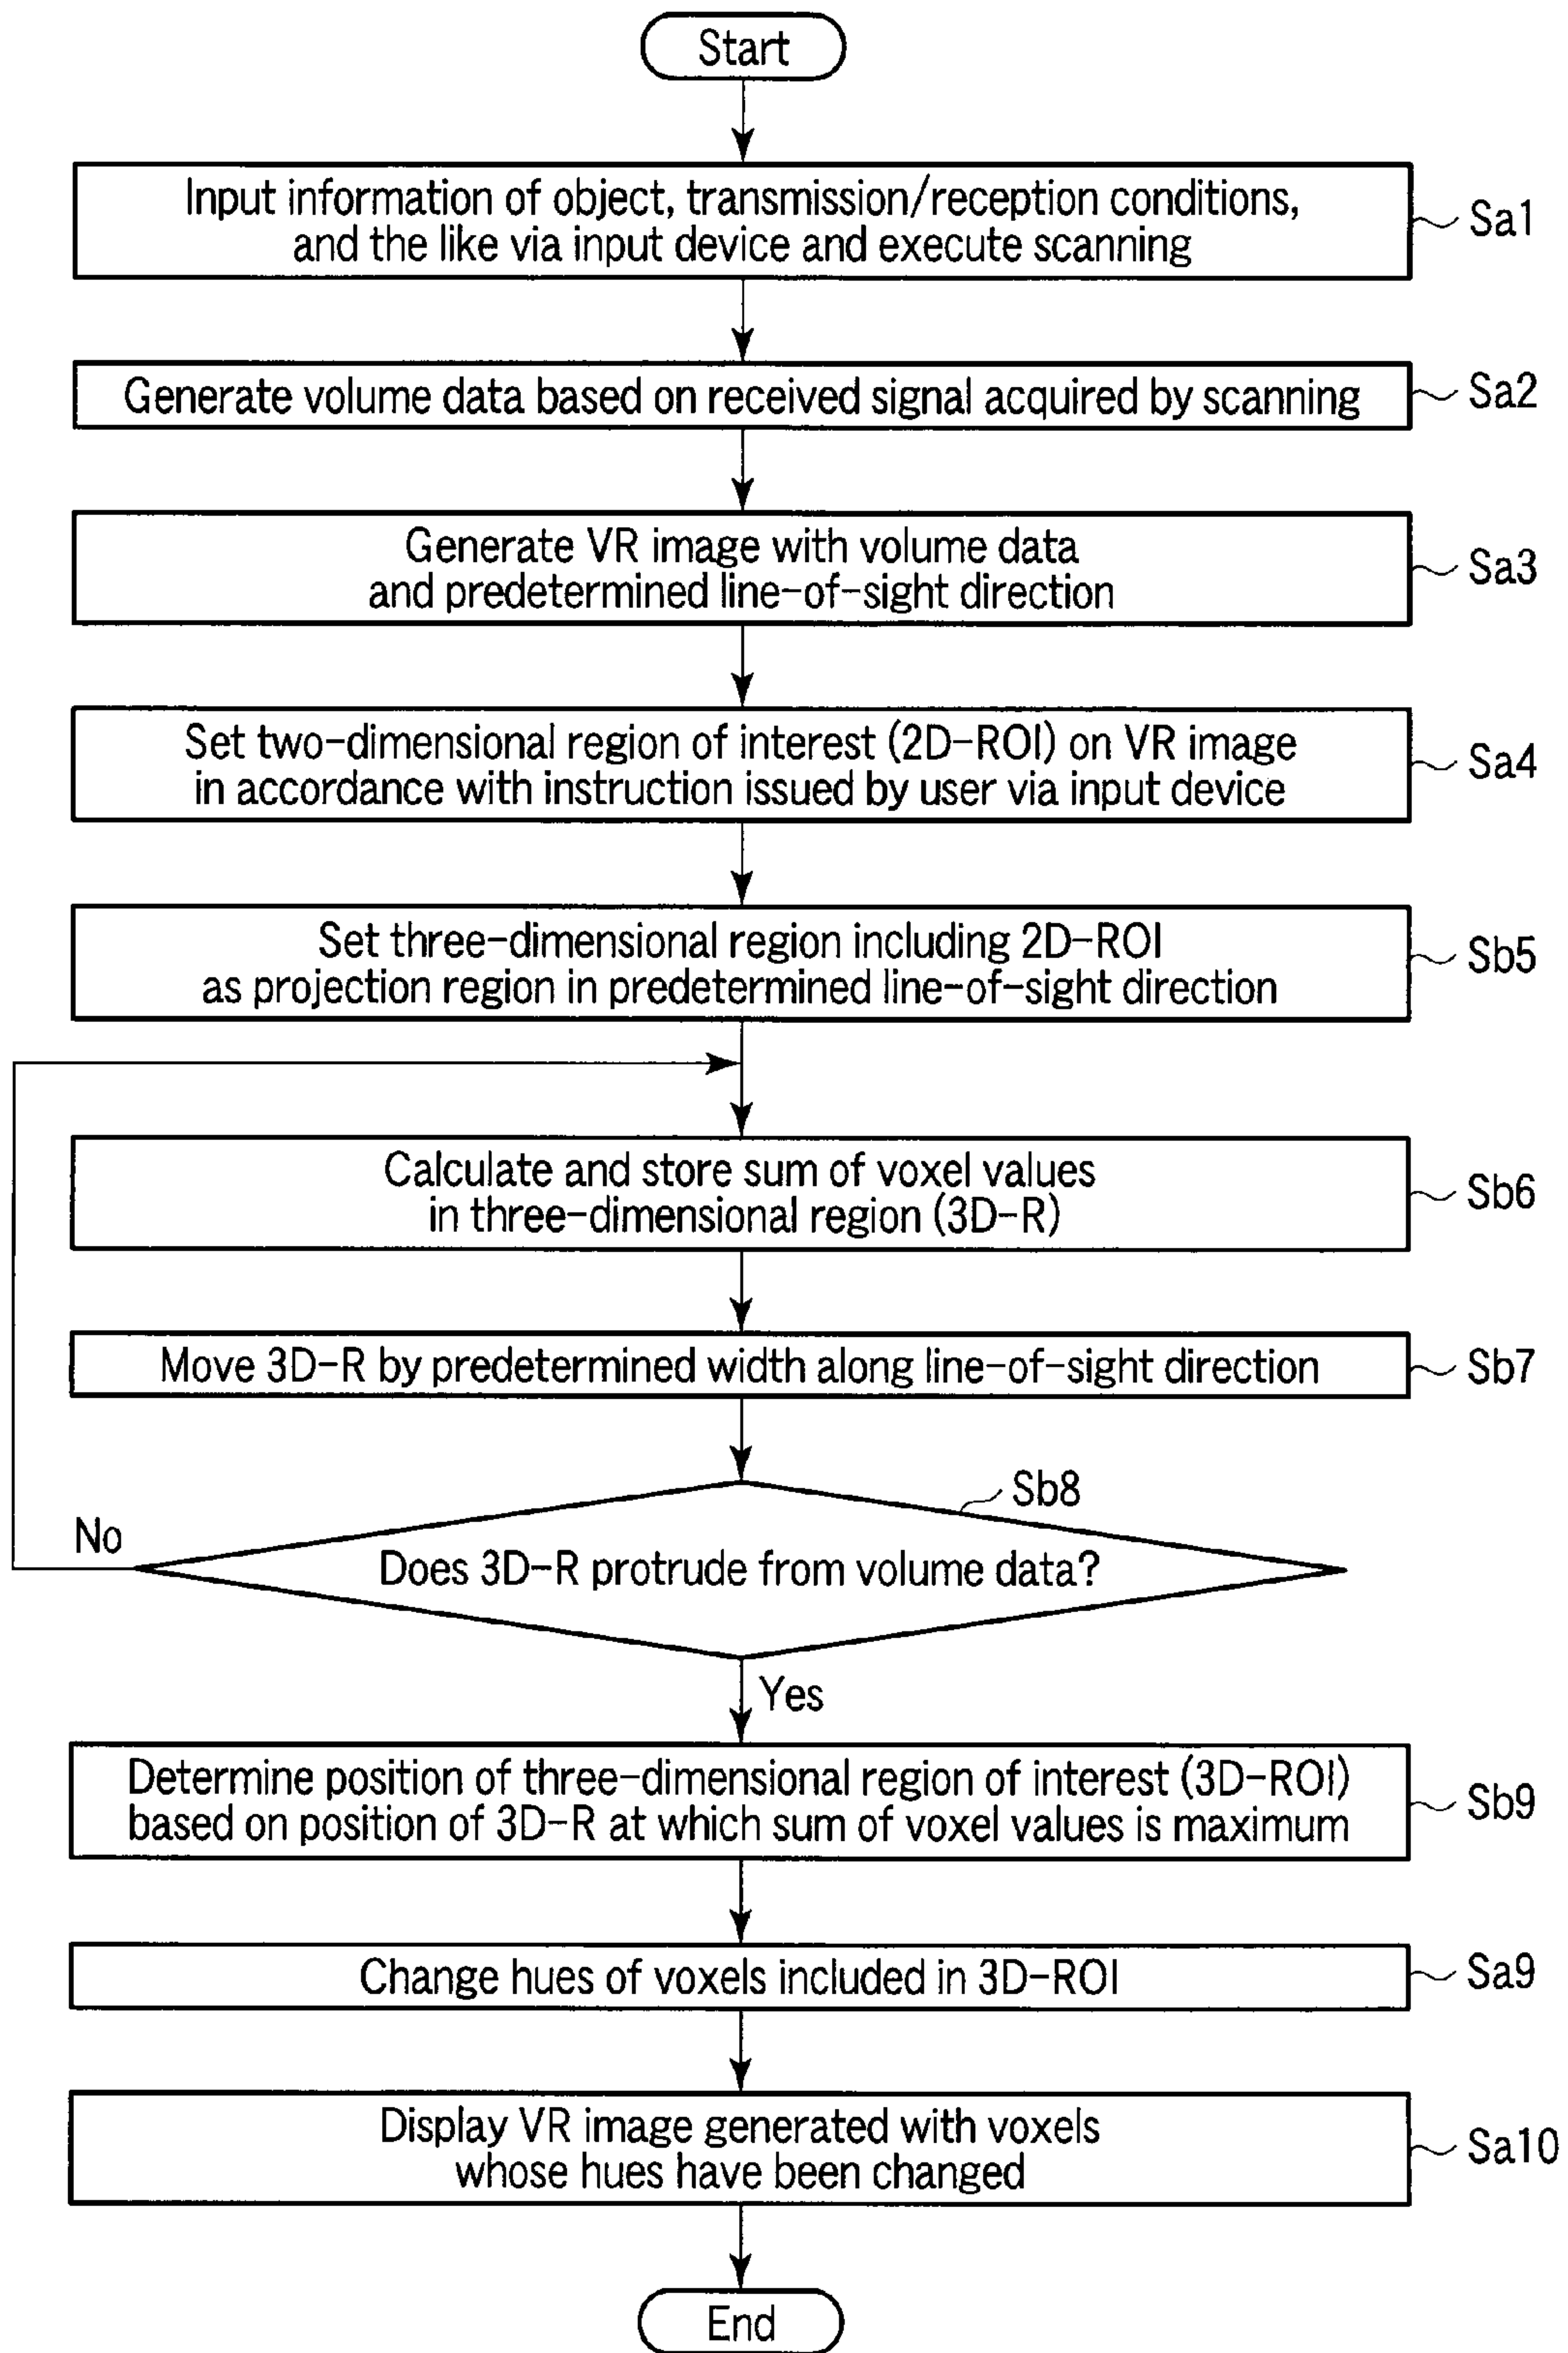 Start
Input information of object, transmission/reception conditions,
and the like via input device and execute scanning
Sa1
Generate volume data based on received signal acquired by scanning
Sa2
Generate VR image with volume data
and predetermined line-of-sight direction
Sa3
Set two-dimensional region of interest (2D-ROI) on VR image
in accordance with instruction issued by user via input device
Sa4
Set three-dimensional region including 2D-ROI
as projection region in predetermined line-of-sight direction
Sb5
Calculate and store sum of voxel values
in three-dimensional region (3D-R)
Sb6
Move 3D-R by predetermined width along line-of-sight direction
Sb7
Sb8
No
Does 3D-R protrude from volume data?
Yes
Determine position of three-dimensional region of interest (3D-ROI)
based on position of 3D-R at which sum of voxel values is maximum
Sb9
Change hues of voxels included in 3D-ROI
Sa9
Display VR image generated with voxels
whose hues have been changed
Sa10
End